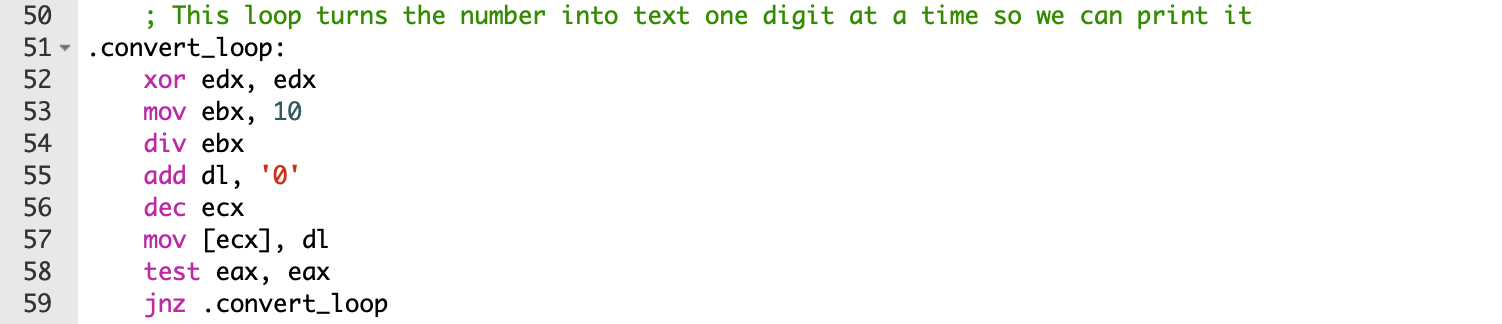 50 ; This loop turns the number into text one digit at a time so we can print it
51 .convert_loop:
52 xor edx, edx
53 mov ebx, 10
54 div ebx
55 add dl, '0'
56 dec ecx
57 mov [ecx], dl
58 test eax, eax
59 jnz .convert_loop